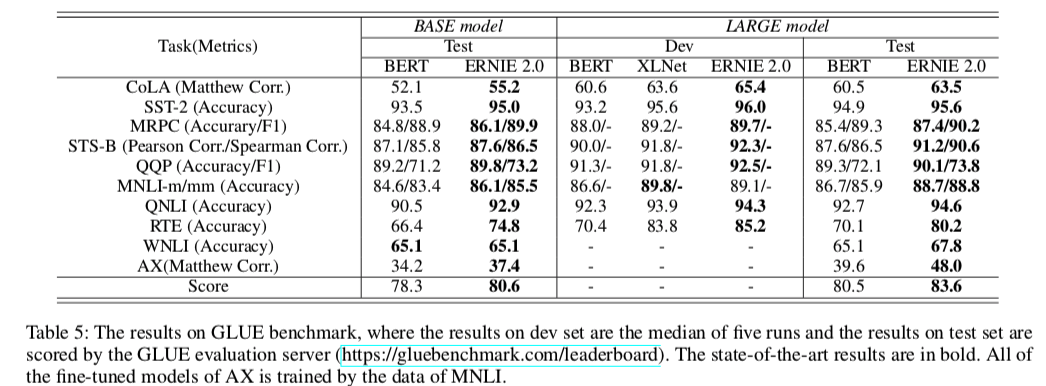 BASE model LARGE model
Task(Metrics) Test Dev Test
BERT ERNIE 2.0 BERT XLNet ERNIE 2.0 BERT ERNIE 2.0
CoLA (Matthew Corr.) 52.1 55.2 60.6 63.6 65.4 60.5 63.5
SST-2 (Accuracy) 93.5 95.0 93.2 95.6 96.0 94.9 95.6
MRPC (Accurary/F1) 84.8/88.9 86.1/89.9 88.0/- 89.2/- 89.7/- 85.4/89.3 87.4/90.2
STS-B (Pearson Corr./Spearman Corr.) 87.1/85.8 87.6/86.5 90.0/- 91.8/- 92.3/- 87.6/86.5 91.2/90.6
QQP (Accuracy/F1) 89.2/71.2 89.8/73.2 91.3/- 91.8/- 92.5/- 89.3/72.1 90.1/73.8
MNLI-m/mm (Accuracy) 84.6/83.4 86.1/85.5 86.6/- 89.8/- 89.1/- 86.7/85.9 88.7/88.8
QNLI (Accuracy) 90.5 92.9 92.3 93.9 94.3 92.7 94.6
RTE (Accuracy) 66.4 74.8 70.4 83.8 85.2 70.1 80.2
WNLI (Accuracy) 65.1 65.1 - - - 65.1 67.8
AX(Matthew Corr.) 34.2 37.4 - - - 39.6 48.0
Score 78.3 80.6 - - - 80.5 83.6
Table 5: The results on GLUE benchmark, where the results on dev set are the median of five runs and the results on test set are
scored by the GLUE evaluation server (https://gluebenchmark.com/leaderboard). The state-of-the-art results are in bold. All of
the fine-tuned models of AX is trained by the data of MNLI.